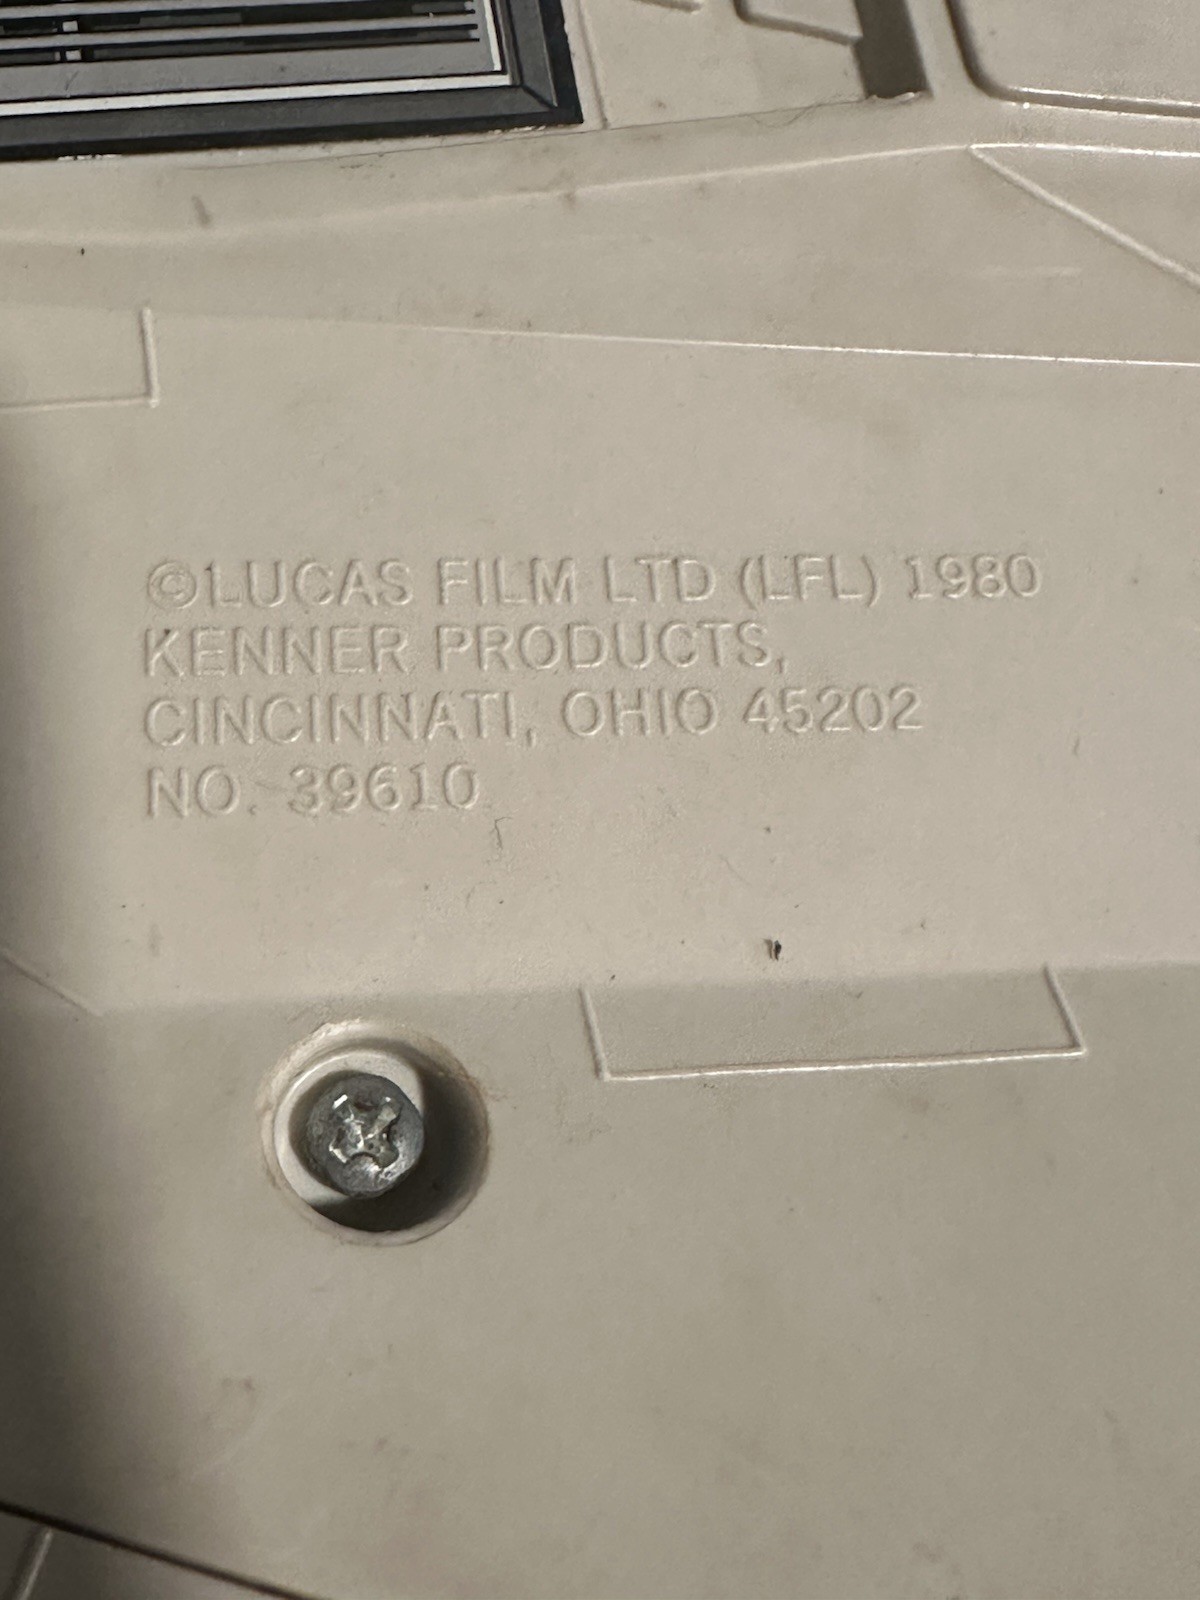 ©LUCAS FILM LTD (LFL) 1980
KENNER PRODUCTS,
CINCINNATI, OHIO 45202
NO. 39610